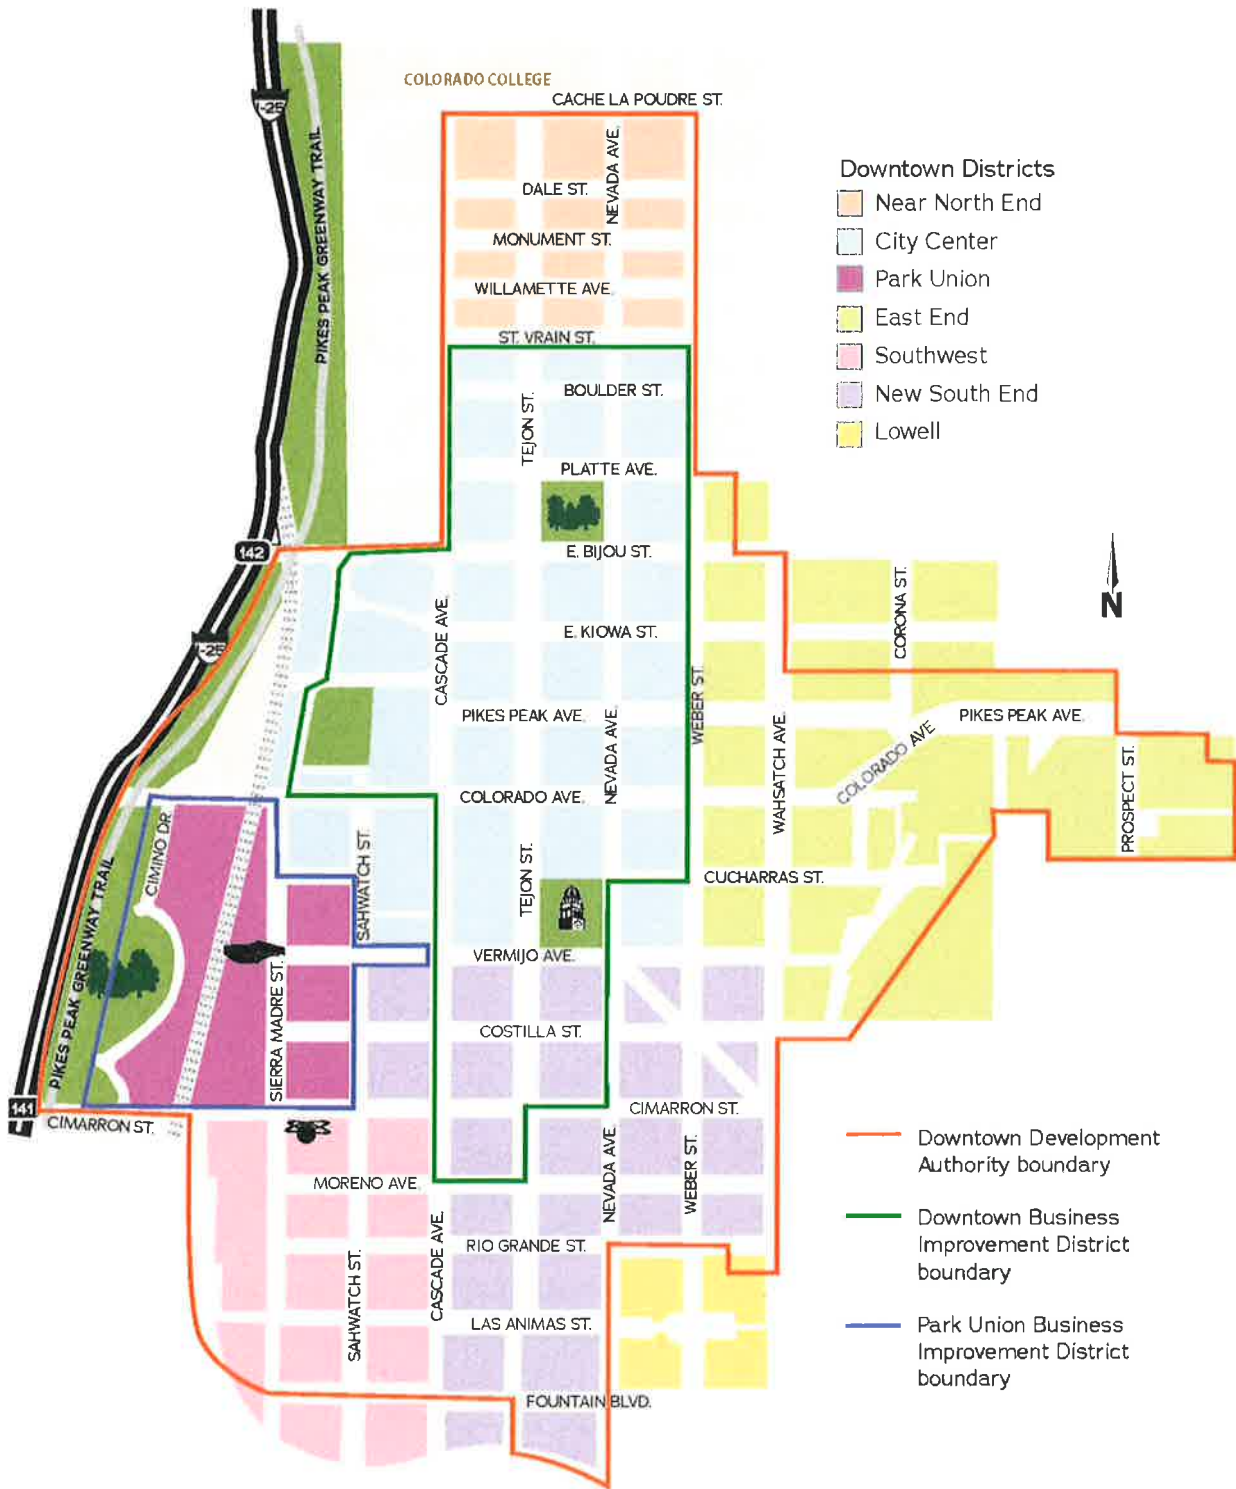 COLORADO COLLEGE
CACHE LA POUDRE ST.
I-25
PIKES PEAK GREENWAY TRAIL
NEVADA AVE.
DALE ST.
MONUMENT ST.
WILLAMETTE AVE.
ST. VRAIN ST.
Downtown Districts
Near North End
City Center
Park Union
East End
Southwest
New South End
Lowell
BOULDER ST.
TEJON ST.
PLATTE AVE.
142
E. BIJOU ST.
CORONA ST.
N
I-25
CASCADE AVE.
E. KIOWA ST.
WEBER ST.
PIKES PEAK AVE.
NEVADA AVE.
WAHSATCH AVE.
COLORADO AVE
PIKES PEAK AVE.
PROSPECT ST.
COLORADO AVE.
CIMINO DR
SAHWATCH ST.
TEJON ST.
CUCHARRAS ST.
PIKES PEAK GREENWAY TRAIL
VERMIJO AVE.
SIERRA MADRE ST.
COSTILLA ST.
141
CIMARRON ST.
CIMARRON ST.
MORENO AVE.
NEVADA AVE.
WEBER ST.
CASCADE AVE.
SAHWATCH ST.
RIO GRANDE ST.
LAS ANIMAS ST.
FOUNTAIN BLVD.
Downtown Development
Authority boundary
Downtown Business
Improvement District
boundary
Park Union Business
Improvement District
boundary